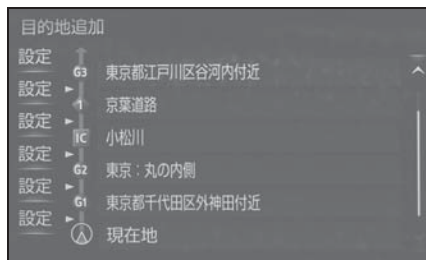 目的地追加
設定
G3 東京都江戸川区谷河内付近
設定
1 京葉道路
設定
IC 小松川
設定
G2 東京：丸の内側
設定
G1 東京都千代田区外神田付近
設定
現在地